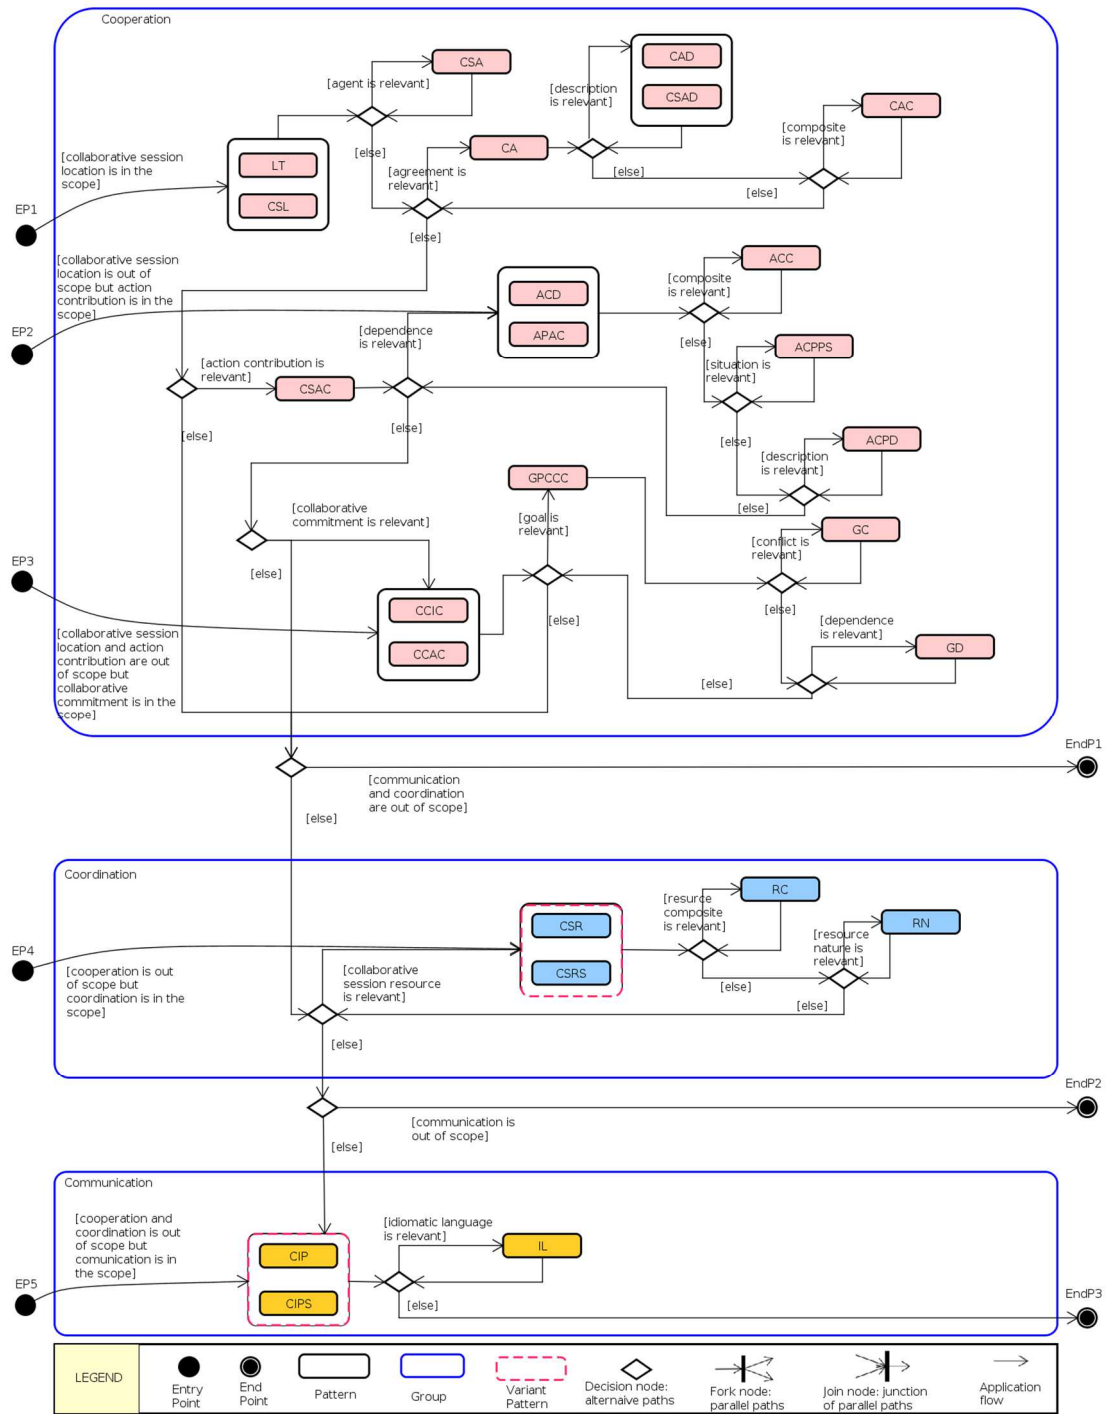 Cooperation
CSA
[agent is relevant]
CAD
CSAD
[description
is relevant]
CAC
[composite
is relevant]
[else]
CA
[else]
[else]
[agreement is
relevant]
[collaborative session
location is in the
scope]
LT
CSL
EP1
[else]
[collaborative session
location is out of
scope but action
contribution is in the
scope]
EP2
ACD
APAC
ACC
[composite
is relevant]
[else]
ACPPS
[situation is
relevant]
[dependence
is relevant]
[action contribution is
relevant]
CSAC
[else]
[else]
[else]
ACPD
[description
is relevant]
[else]
GPCCC
[goal is
relevant]
[collaborative
commitment is relevant]
GC
[conflict is
relevant]
EP3
[else]
CCIC
CCAC
[else]
[else]
[dependence
is relevant]
GD
[else]
[collaborative session
location and action
contribution are out
of scope but
collaborative
commitment is in the
scope]
EndP1
[communication
and coordination
are out of scope]
[else]
Coordination
RC
[resurce
composite
is relevant]
CSR
CSRS
RN
[resource
nature is
relevant]
EP4
[cooperation is out
of scope but
coordination is in the
scope]
[collaborative
session resource
is relevant]
[else]
[else]
[else]
EndP2
[communication is
out of scope]
[else]
Communication
[cooperation and
coordination is out
of scope but
comunication is in
the scope]
[idiomatic language
is relevant]
IL
CIP
CIPS
EP5
[else]
EndP3
LEGEND
Entry
Point
End
Point
Pattern
Group
Variant
Pattern
Decision node:
alternaive paths
Fork node:
parallel paths
Join node: junction
of parallel paths
Application
flow